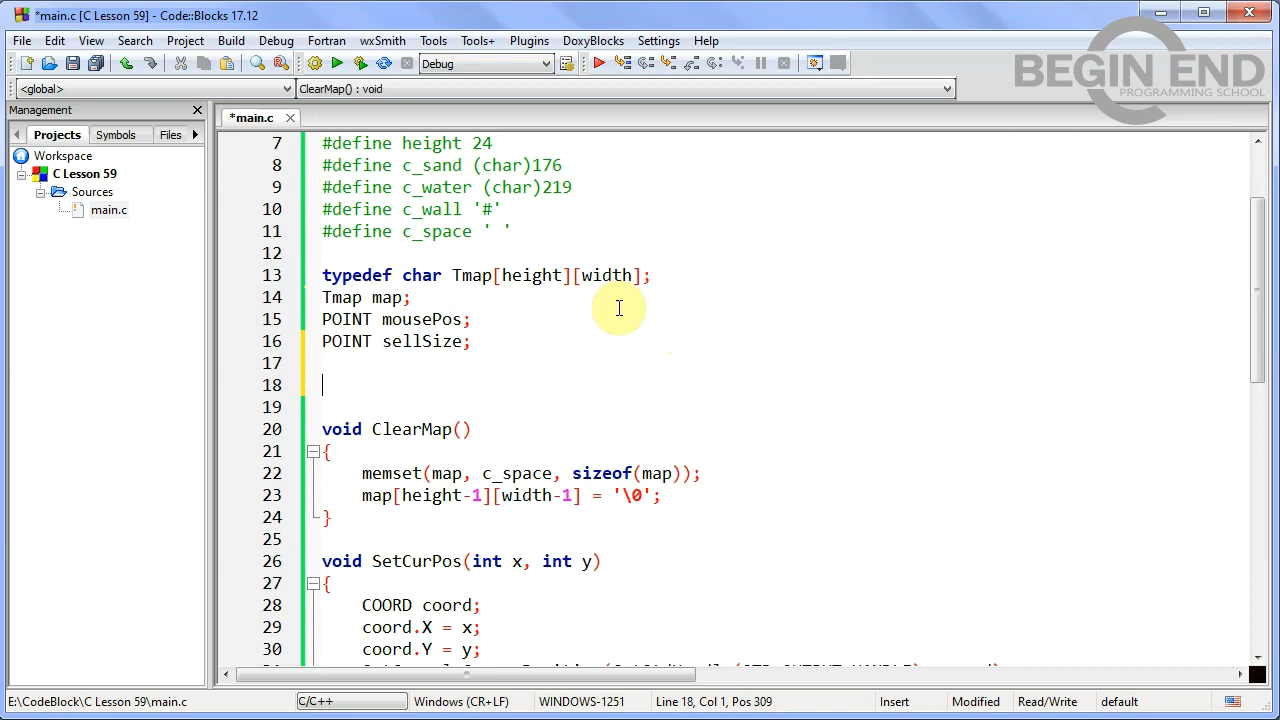 *main.c [C Lesson 59] - Code::Blocks 17.12
File Edit View Search Project Build Debug Fortran wxSmith Tools Tools+ Plugins DoxyBlocks Settings Help
BEGIN END
PROGRAMMING SCHOOL
Debug
<global> ClearMap() : void
Management
*main.c
Projects Symbols Files
Workspace
C Lesson 59
Sources
main.c
7 #define height 24
8 #define c_sand (char)176
9 #define c_water (char)219
10 #define c_wall '#'
11 #define c_space ' '
12
13 typedef char Tmap[height][width];
14 Tmap map;
15 POINT mousePos;
16 POINT sellSize;
17
18
19
20 void ClearMap()
21 {
22 memset(map, c_space, sizeof(map));
23 map[height-1][width-1] = '\0';
24 }
25
26 void SetCurPos(int x, int y)
27 {
28 COORD coord;
29 coord.X = x;
30 coord.Y = y;
E:\CodeBlock\C Lesson 59\main.c C/C++ Windows (CR+LF) WINDOWS-1251 Line 18, Col 1, Pos 309 Insert Modified Read/Write default